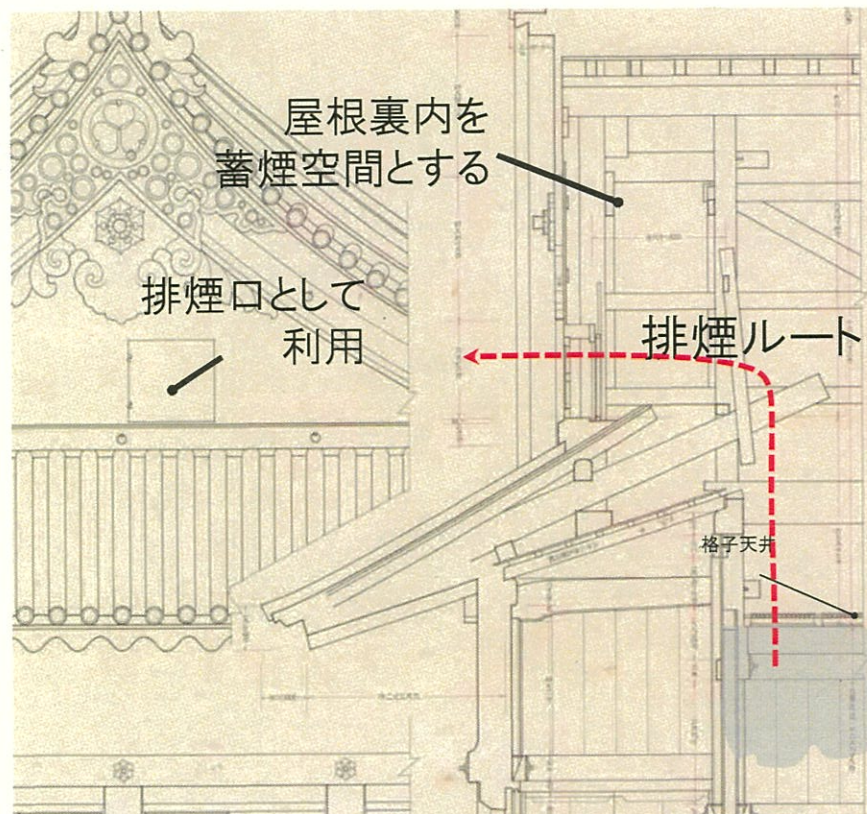 屋根裏内を
蓄煙空間とする
排煙口として
利用
排煙ルート
格子天井